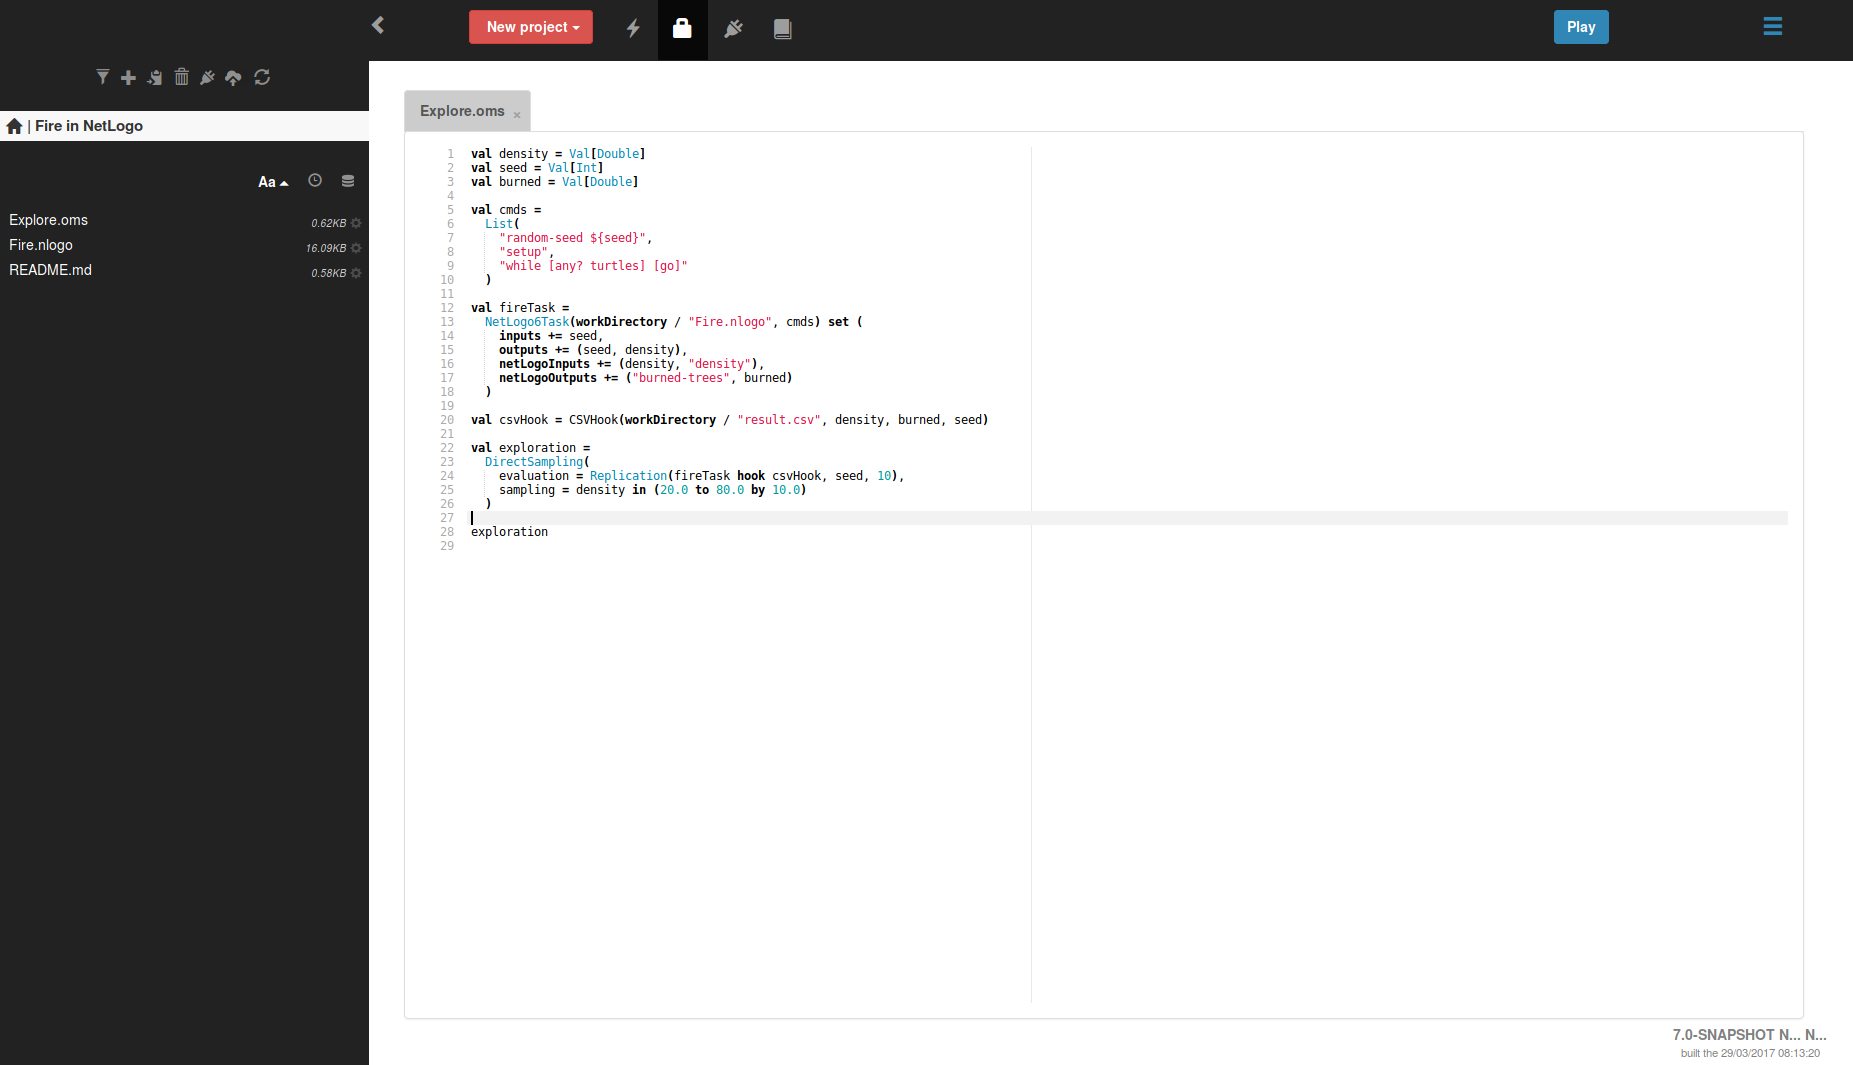 New project
Play
| Fire in NetLogo
Aa
Explore.oms 0.62KB
Fire.nlogo 16.09KB
README.md 0.58KB
Explore.oms ×
1 val density = Val[Double]
2 val seed = Val[Int]
3 val burned = Val[Double]
4
5 val cmds =
6   List(
7     "random-seed ${seed}",
8     "setup",
9     "while [any? turtles] [go]"
10   )
11
12 val fireTask =
13   NetLogo6Task(workDirectory / "Fire.nlogo", cmds) set (
14     inputs += seed,
15     outputs += (seed, density),
16     netLogoInputs += (density, "density"),
17     netLogoOutputs += ("burned-trees", burned)
18   )
19
20 val csvHook = CSVHook(workDirectory / "result.csv", density, burned, seed)
21
22 val exploration =
23   DirectSampling(
24     evaluation = Replication(fireTask hook csvHook, seed, 10),
25     sampling = density in (20.0 to 80.0 by 10.0)
26   )
27
28 exploration
29
7.0-SNAPSHOT N... N...
built the 29/03/2017 08:13:20